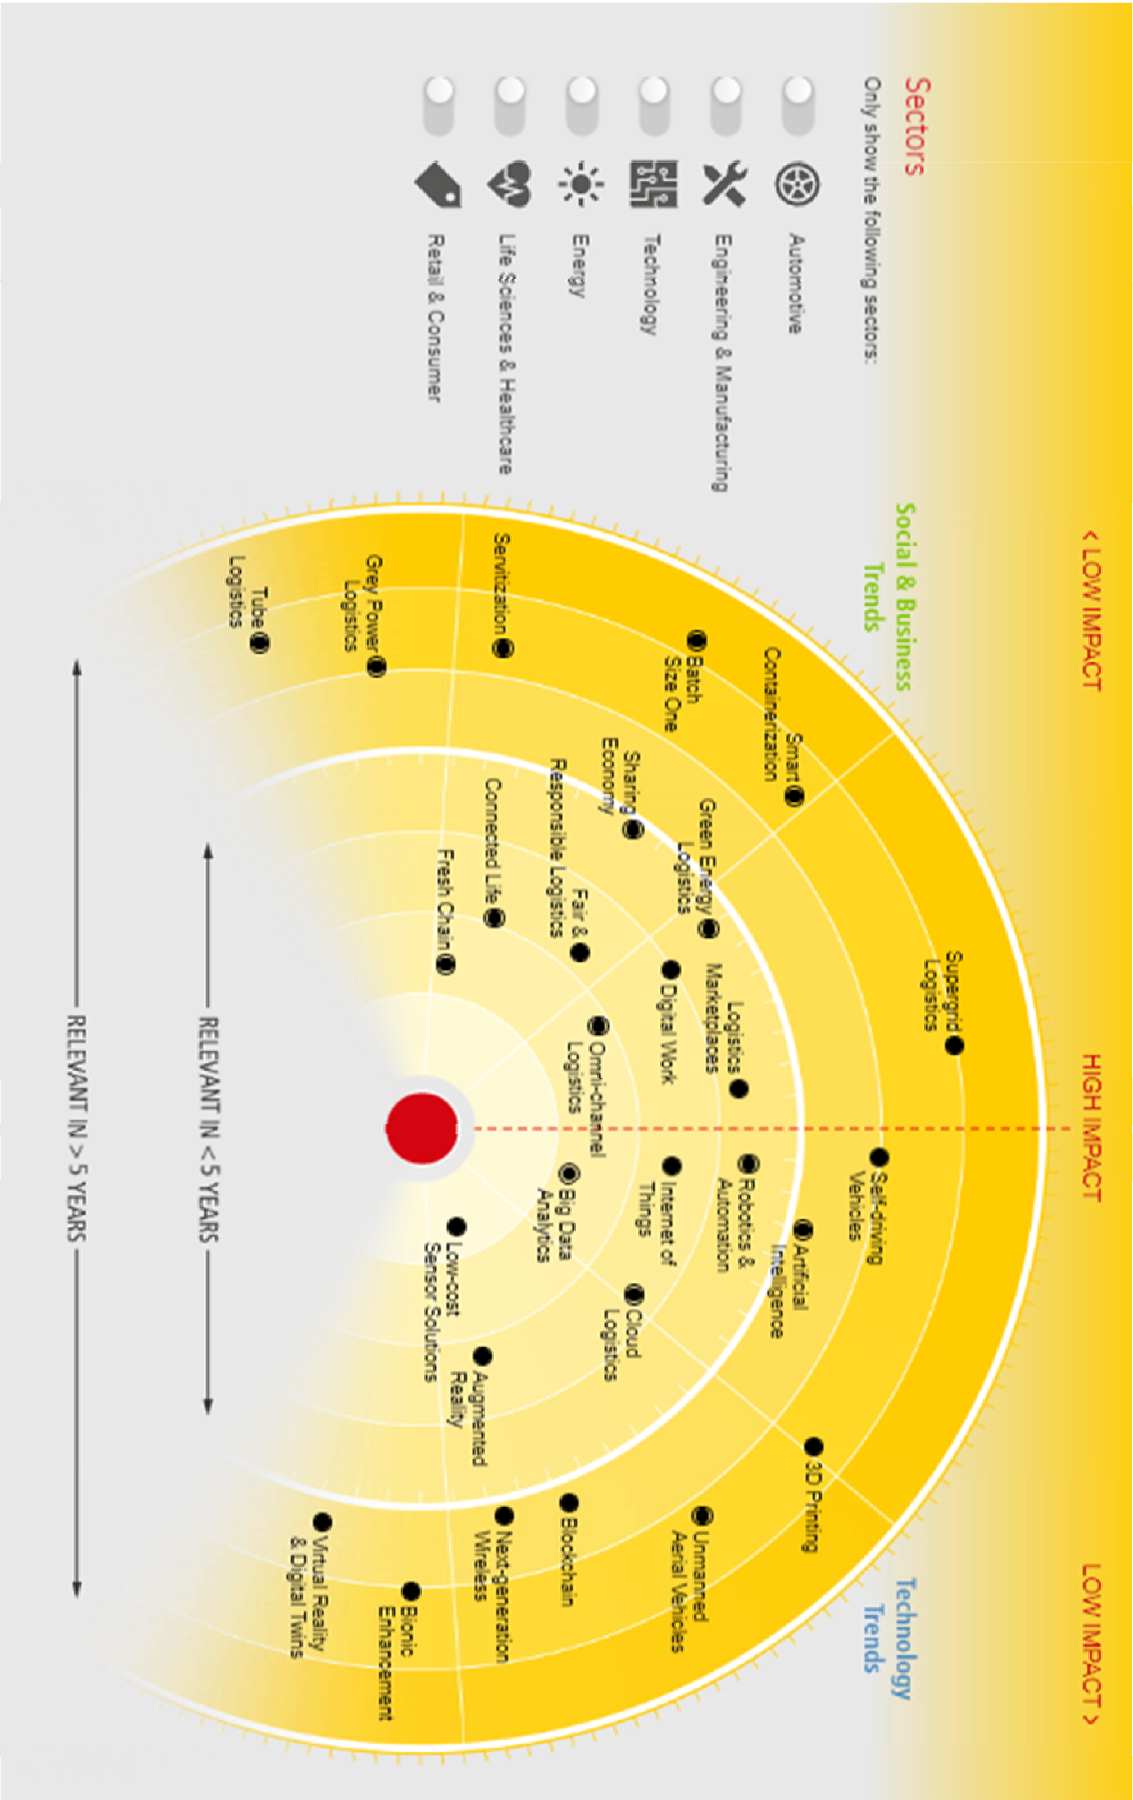 < LOW IMPACT
HIGH IMPACT
LOW IMPACT >
Sectors
Only show the following sectors:
Automotive
Engineering & Manufacturing
Technology
Energy
Life Sciences & Healthcare
Retail & Consumer
Social & Business
Trends
Technology
Trends
Supergrid
Logistics
Self-driving
Vehicles
Smart
Containerization
3D Printing
Artificial
Intelligence
Batch
Size One
Green Energy
Logistics
Logistics
Marketplaces
Robotics &
Automation
Unmanned
Aerial Vehicles
Sharing
Economy
Digital Work
Internet of
Things
Cloud
Logistics
Fair &
Responsible Logistics
Omni-channel
Logistics
Big Data
Analytics
Blockchain
Servitization
Connected Life
Augmented
Reality
Next-generation
Wireless
Fresh Chain
Low-cost
Sensor Solutions
Grey Power
Logistics
Bionic
Enhancement
Tube
Logistics
Virtual Reality
& Digital Twins
RELEVANT IN < 5 YEARS
RELEVANT IN > 5 YEARS